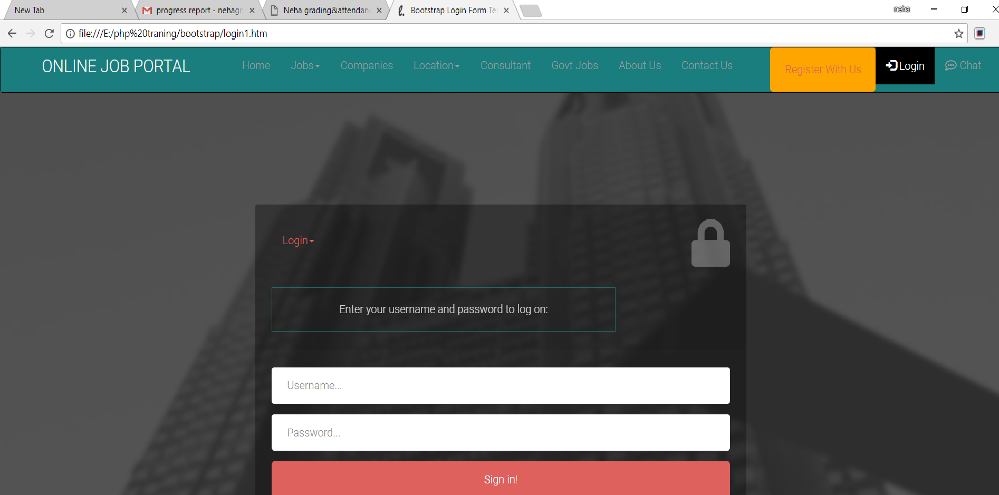 New Tab
progress report - nehagr
Neha grading&attendan
Bootstrap Login Form Te
neha
file:///E:/php%20traning/bootstrap/login1.htm
ONLINE JOB PORTAL
Home
Jobs
Companies
Location
Consultant
Govt Jobs
About Us
Contact Us
Register With Us
Login
Chat
Login
Enter your username and password to log on:
Username...
Password...
Sign in!